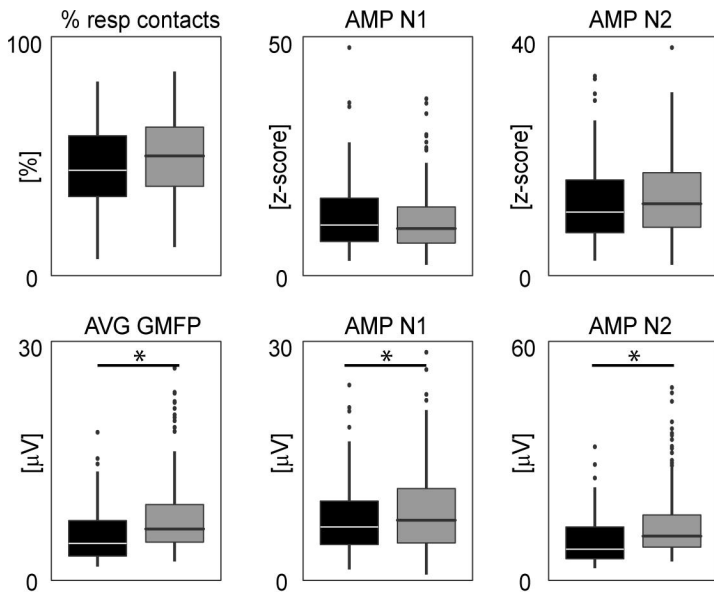 % resp contacts
AMP N1
AMP N2
100
[%]
0
50
[z-score]
0
40
[z-score]
0
AVG GMFP
AMP N1
AMP N2
30
*
[μV]
0
30
*
[μV]
0
60
*
[μV]
0